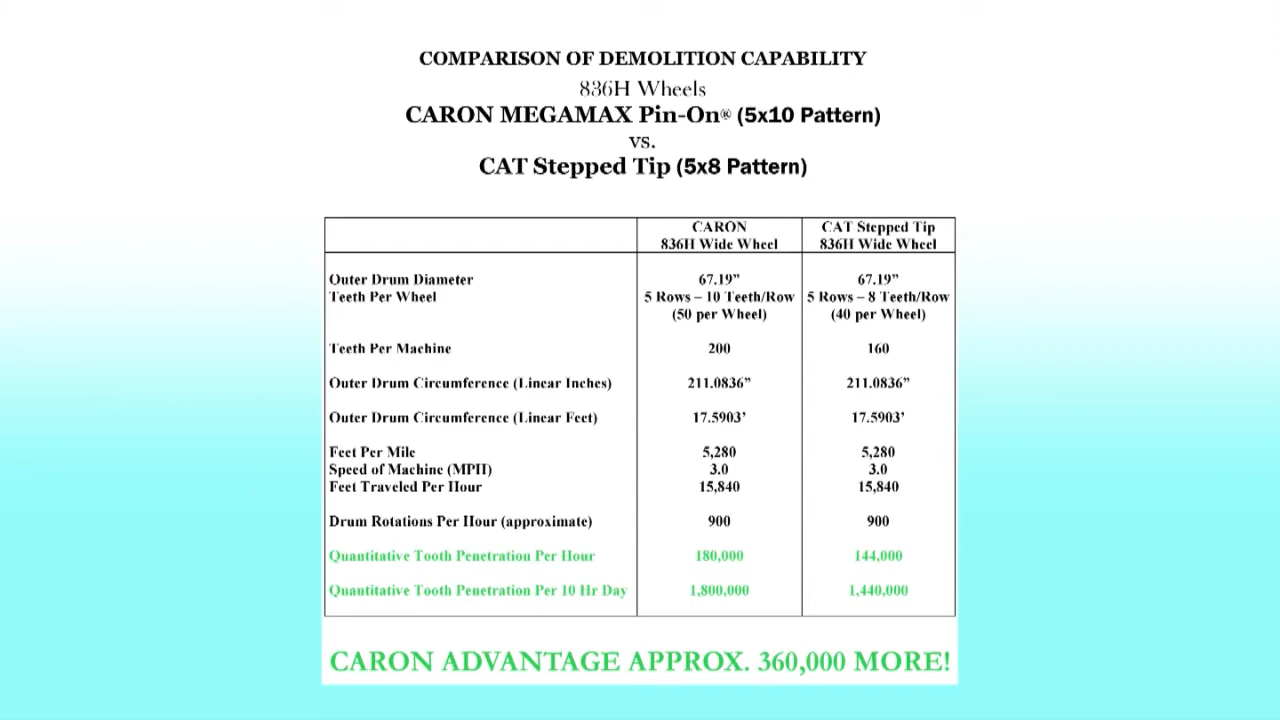 COMPARISON OF DEMOLITION CAPABILITY
836H Wheels
CARON MEGAMAX Pin-On® (5x10 Pattern)
vs.
CAT Stepped Tip (5x8 Pattern)
CARON CAT Stepped Tip
836H Wide Wheel 836H Wide Wheel
Outer Drum Diameter 67.19” 67.19”
Teeth Per Wheel 5 Rows – 10 Teeth/Row 5 Rows – 8 Teeth/Row
(50 per Wheel) (40 per Wheel)
Teeth Per Machine 200 160
Outer Drum Circumference (Linear Inches) 211.0836” 211.0836”
Outer Drum Circumference (Linear Feet) 17.5903’ 17.5903’
Feet Per Mile 5,280 5,280
Speed of Machine (MPH) 3.0 3.0
Feet Traveled Per Hour 15,840 15,840
Drum Rotations Per Hour (approximate) 900 900
Quantitative Tooth Penetration Per Hour 180,000 144,000
Quantitative Tooth Penetration Per 10 Hr Day 1,800,000 1,440,000
CARON ADVANTAGE APPROX. 360,000 MORE!